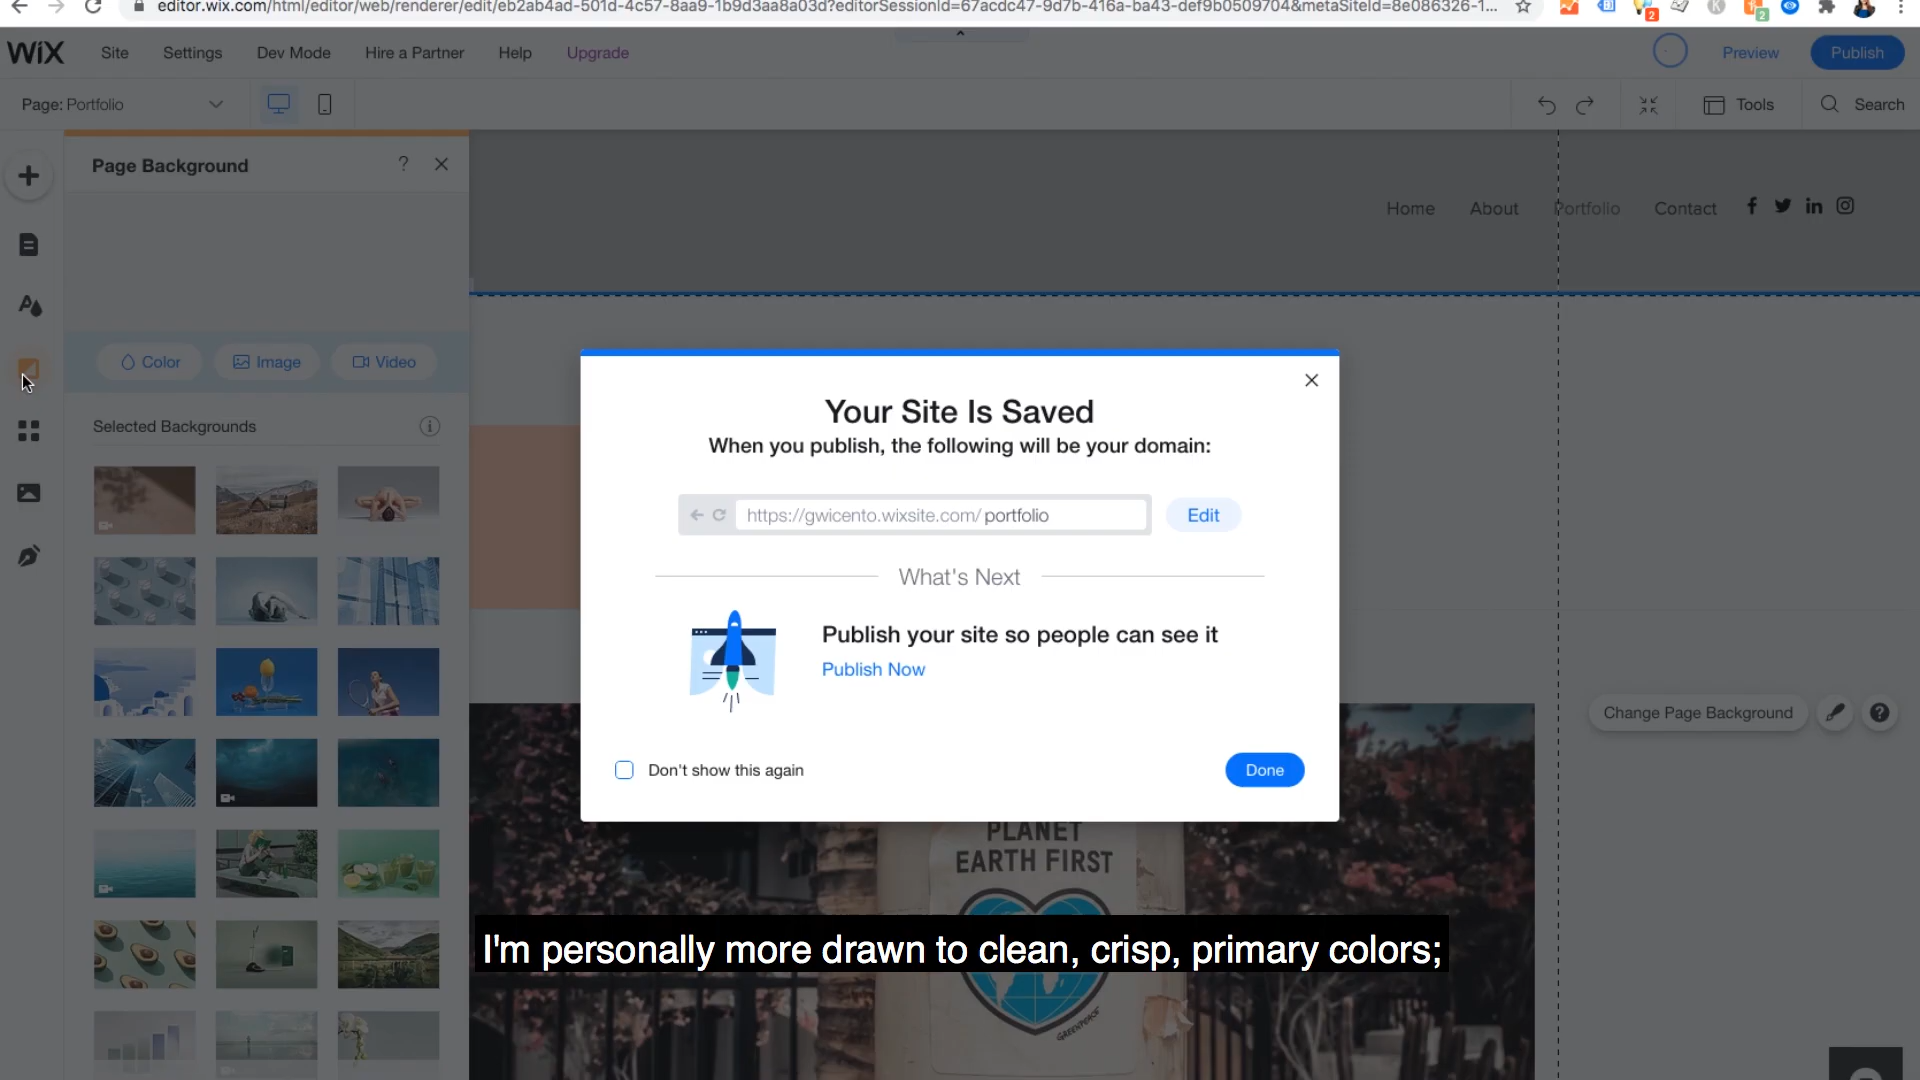 editor.wix.com/html/editor/web/renderer/edit/eb2ab4ad-501d-4c57-8aa9-1b9d3aa8a03d?editorSessionId=67acdc47-9d7b-416a-ba43-def9b0509704&metaSiteId=8e086326-1...
2
2
WiX Site Settings Dev Mode Hire a Partner Help Upgrade Preview Publish
Page: Portfolio Tools Search
Page Background ?
Home About Portfolio Contact
Color Image Video
Selected Backgrounds
Your Site Is Saved
When you publish, the following will be your domain:
https://gwicento.wixsite.com/ portfolio Edit
What's Next
Publish your site so people can see it
Publish Now
Change Page Background
Don't show this again Done
PLANET
EARTH FIRST
I'm personally more drawn to clean, crisp, primary colors;
GREENPEACE